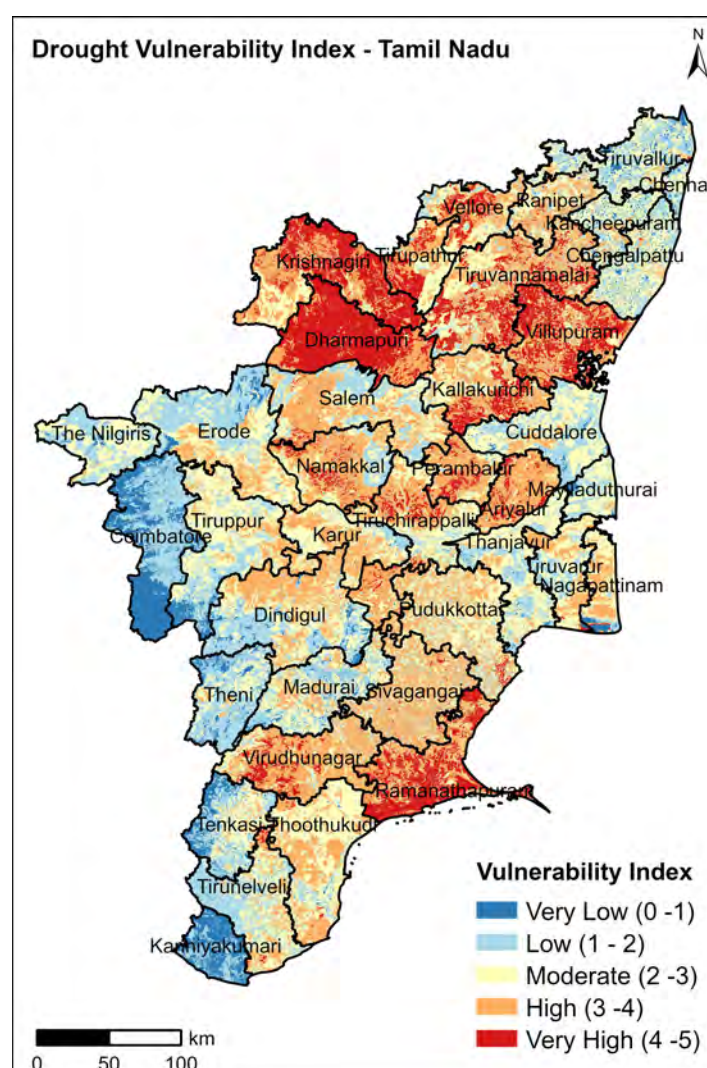 Drought Vulnerability Index - Tamil Nadu
N
Tiruvallur
Chennai
Ranipet
Vellore
Kancheepuram
Chengalpattu
Tirupathur
Krishnagiri
Tiruvannamalai
Villupuram
Dharmapuri
Kallakurichi
Salem
The Nilgiris
Erode
Cuddalore
Namakkal
Perambalur
Mayiladuthurai
Ariyalur
Tiruppur
Tiruchirappalli
Coimbatore
Karur
Thanjavur
Tiruvarur
Nagapattinam
Dindigul
Pudukkottai
Theni
Madurai
Sivagangai
Virudhunagar
Ramanathapuram
Tenkasi
Thoothukudi
Tirunelveli
Kanniyakumari
Vulnerability Index
Very Low (0 -1)
Low (1 - 2)
Moderate (2 -3)
High (3 -4)
Very High (4 -5)
km
0 50 100